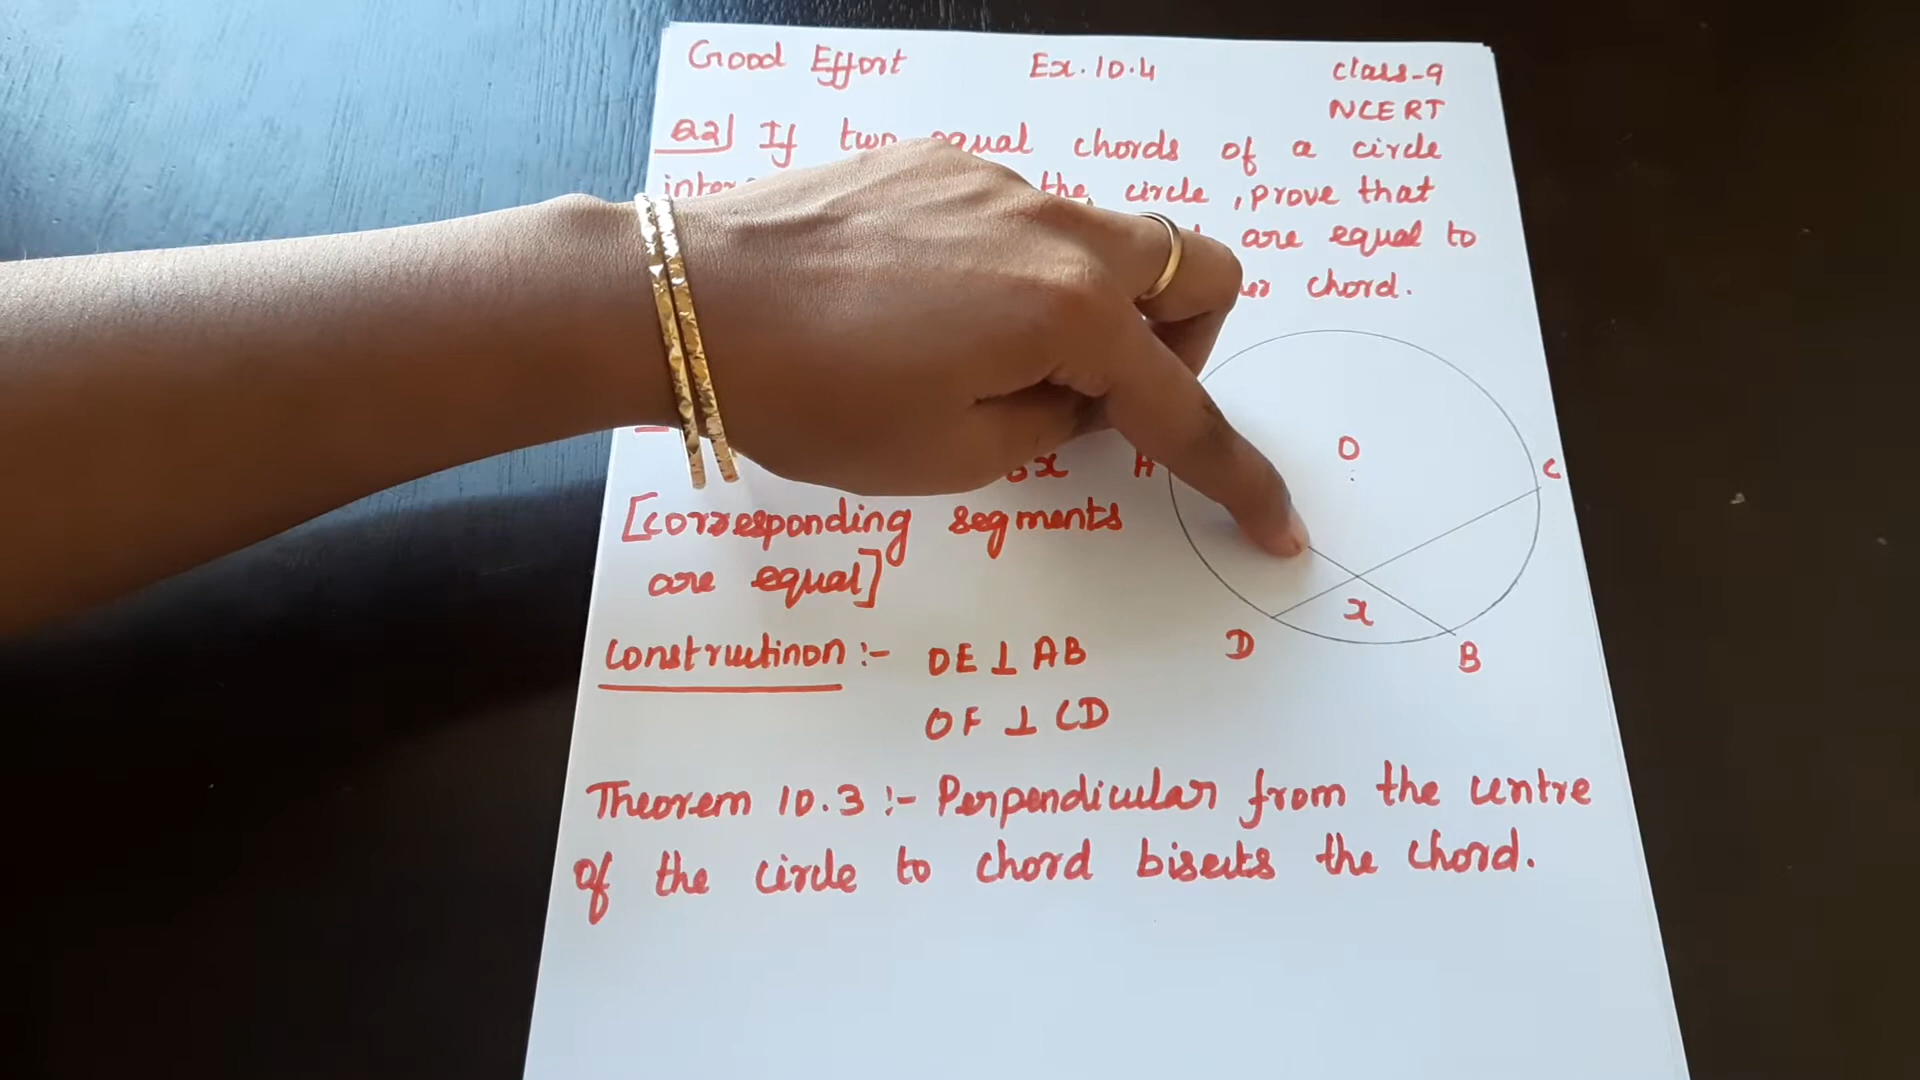 Good Effort Ex. 10.4 class-9
NCERT
Q2] If two equal chords of a circle
the circle, prove that
are equal to
chord.
O
A
C
[corresponding segments
are equal]
x
D
B
Constructinon :- OE ⊥ AB
OF ⊥ CD
Theorem 10.3 :- Perpendicular from the centre
of the circle to chord bisects the chord.